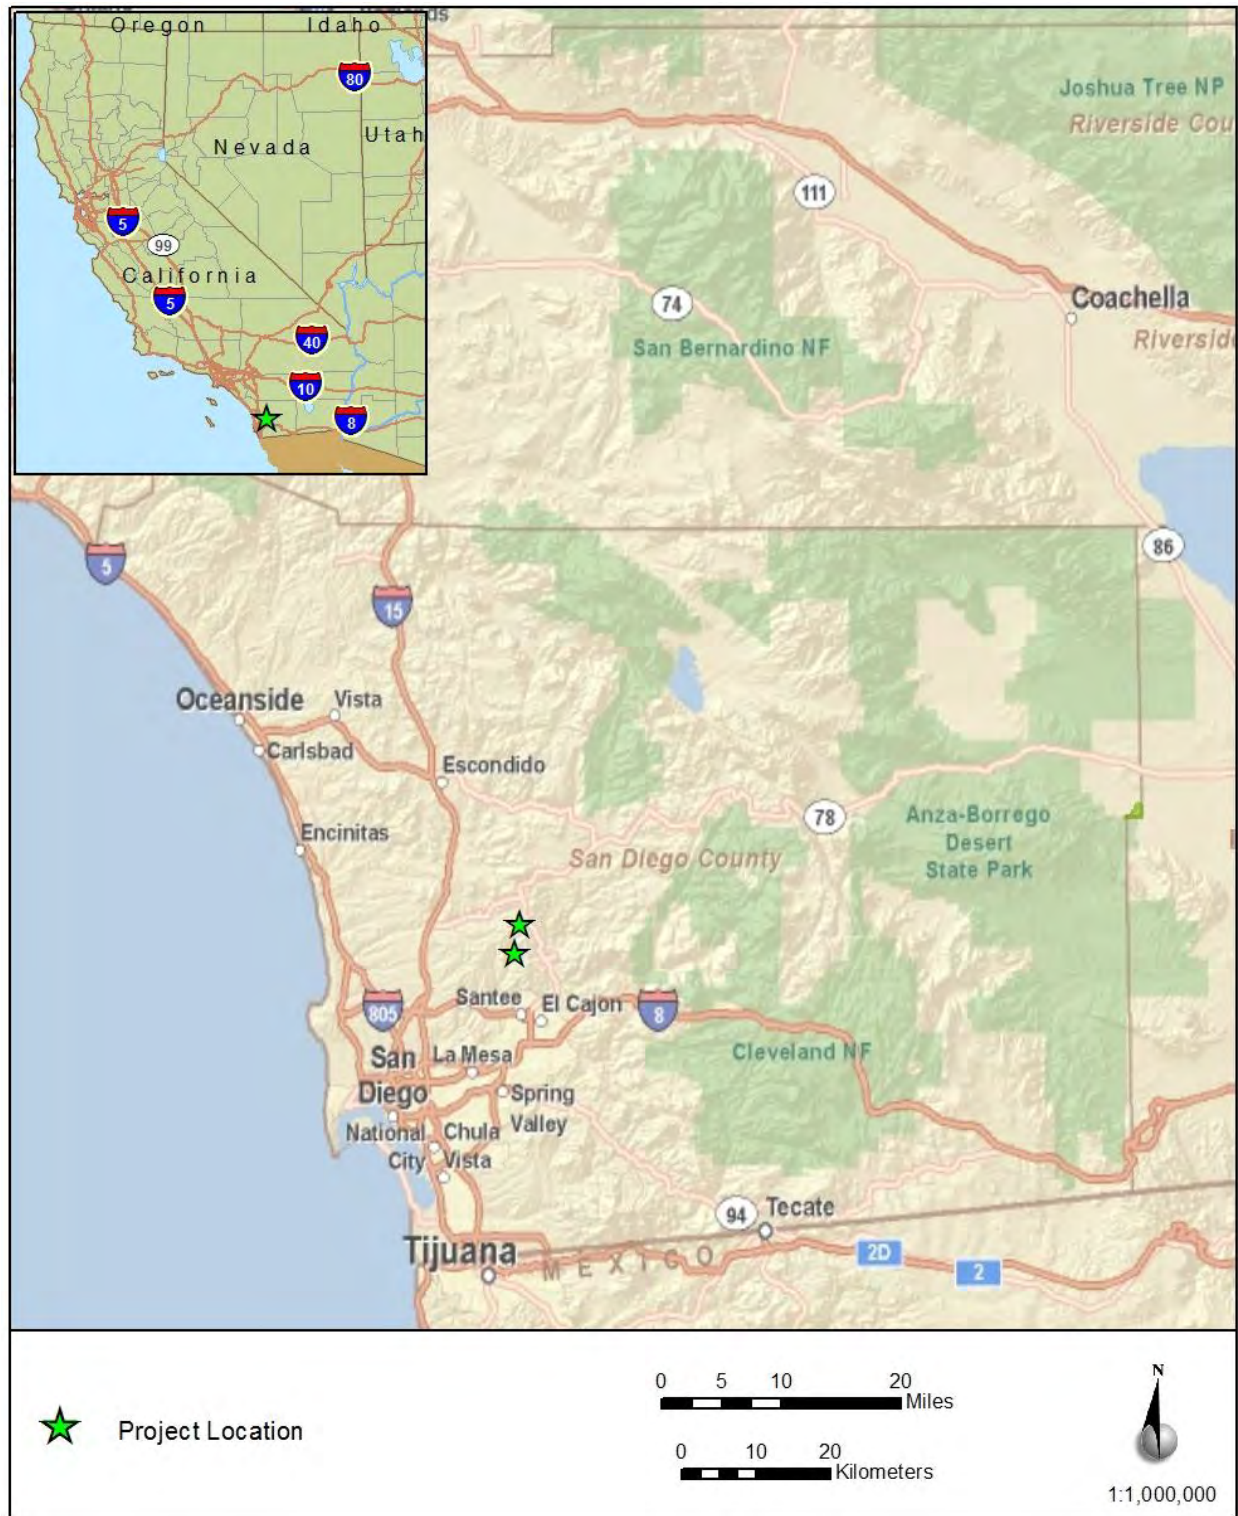 Oregon
Idaho
80
Nevada
Utah
5
99
California
5
40
10
8
Joshua Tree NP
Riverside Cou
111
74
Coachella
San Bernardino NF
Riverside
86
5
15
Oceanside
Vista
Carlsbad
Escondido
Encinitas
78
Anza-Borrego
Desert
State Park
San Diego County
Santee
El Cajon
805
8
San
Diego
La Mesa
Cleveland NF
Spring
Valley
National
City
Chula
Vista
94
Tecate
Tijuana
MEXICO
2D
2
Project Location
0 5 10 20
Miles
0 10 20
Kilometers
N
1:1,000,000